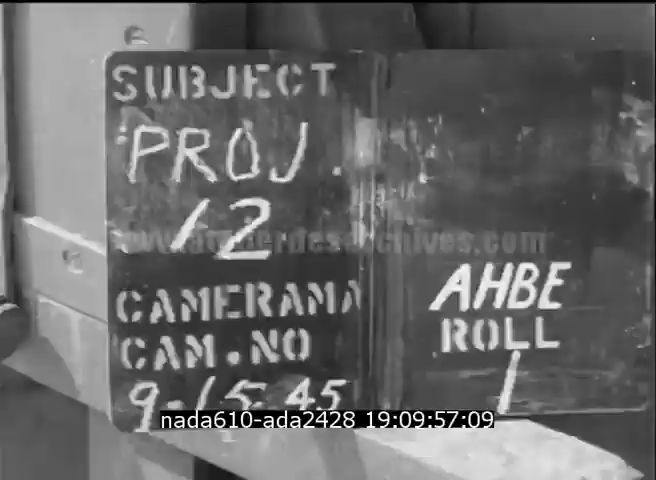 SUBJECT
PROJ.
12
CAMERAMA
CAM. NO
9-15-45
AHBE
ROLL
1
nada610-ada2428 19:09:57:09